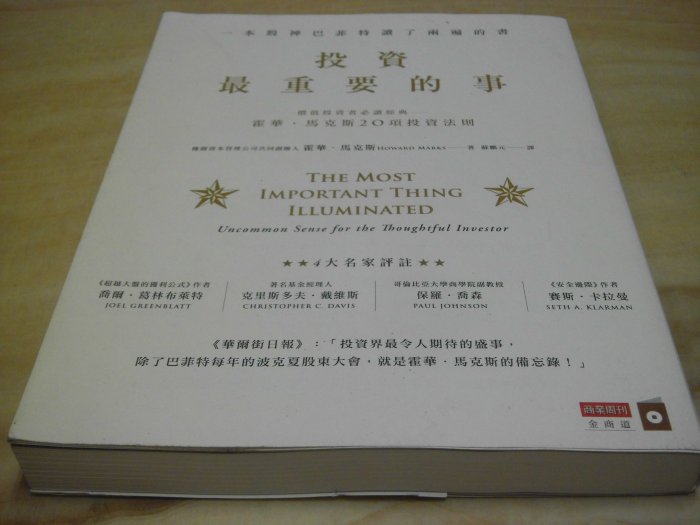 一本股神巴菲特讀了兩遍的書
投資
最重要的事
價值投資者必讀經典
霍華・馬克斯20項投資法則
橡樹資本管理公司共同創辦人 霍華・馬克斯 HOWARD MARKS——著 蘇鵬元——譯
THE MOST
IMPORTANT THING
ILLUMINATED
Uncommon Sense for the Thoughtful Investor
★★4大名家評註★★
《超越大盤的獲利公式》作者
喬爾・葛林布萊特
JOEL GREENBLATT
著名基金經理人
克里斯多夫・戴維斯
CHRISTOPHER C. DAVIS
哥倫比亞大學商學院副教授
保羅・喬森
PAUL JOHNSON
《安全邊際》作者
賽斯・卡拉曼
SETH A. KLARMAN
《華爾街日報》：「投資界最令人期待的盛事，
除了巴菲特每年的波克夏股東大會，就是霍華・馬克斯的備忘錄！」
商業周刊
金商道